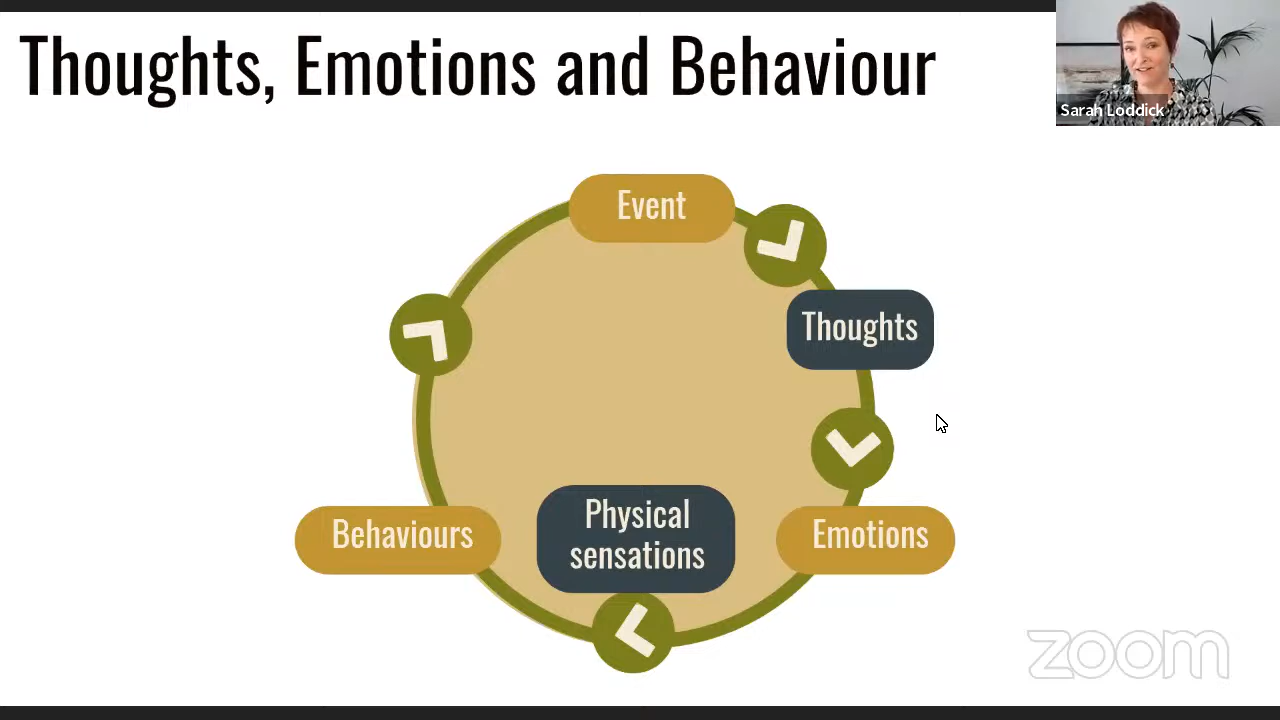 Thoughts, Emotions and Behaviour
Sarah Loddick
Event
Thoughts
Physical
sensations
Behaviours
Emotions
zoom